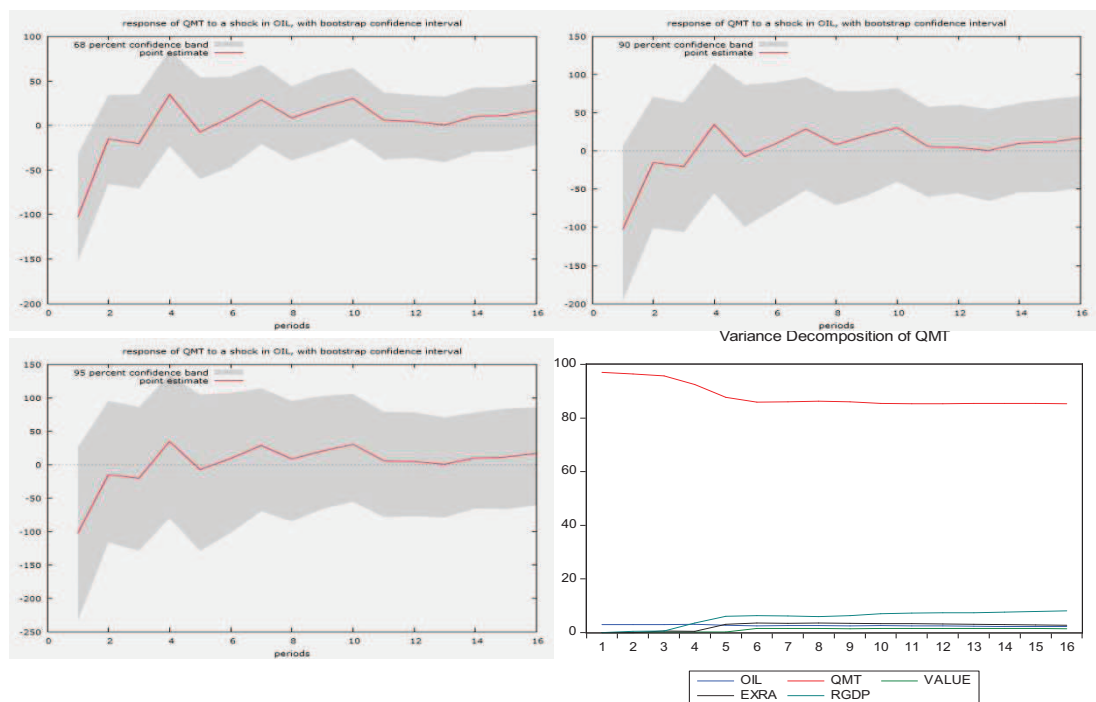 response of QMT to a shock in OIL, with bootstrap confidence interval
100
50
0
-50
-100
-150
-200
68 percent confidence band
point estimate
0 2 4 6 8 10 12 14 16
periods
response of QMT to a shock in OIL, with bootstrap confidence interval
150
100
50
0
-50
-100
-150
-200
90 percent confidence band
point estimate
0 2 4 6 8 10 12 14 16
periods
response of QMT to a shock in OIL, with bootstrap confidence interval
150
100
50
0
-50
-100
-150
-200
-250
95 percent confidence band
point estimate
0 2 4 6 8 10 12 14 16
periods
Variance Decomposition of QMT
100
80
60
40
20
0
1 2 3 4 5 6 7 8 9 10 11 12 13 14 15 16
OIL QMT VALUE
EXRA RGDP